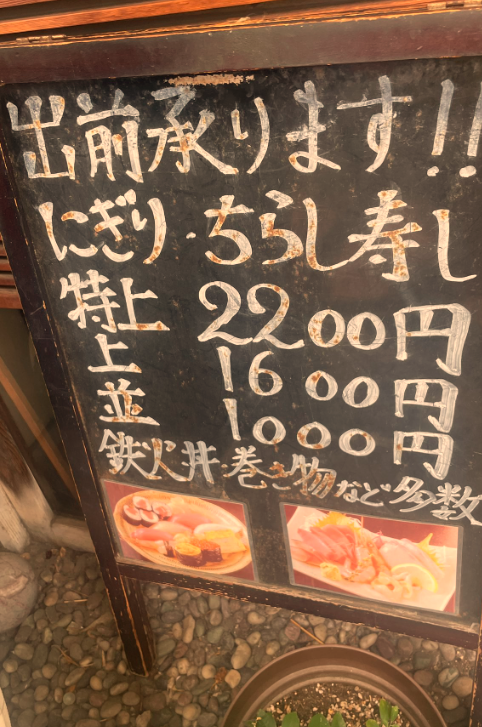 出前承ります!!
にぎり・ちらし寿し
特上 2200円
上 1600円
並 1000円
鉄火丼・巻き物など多数